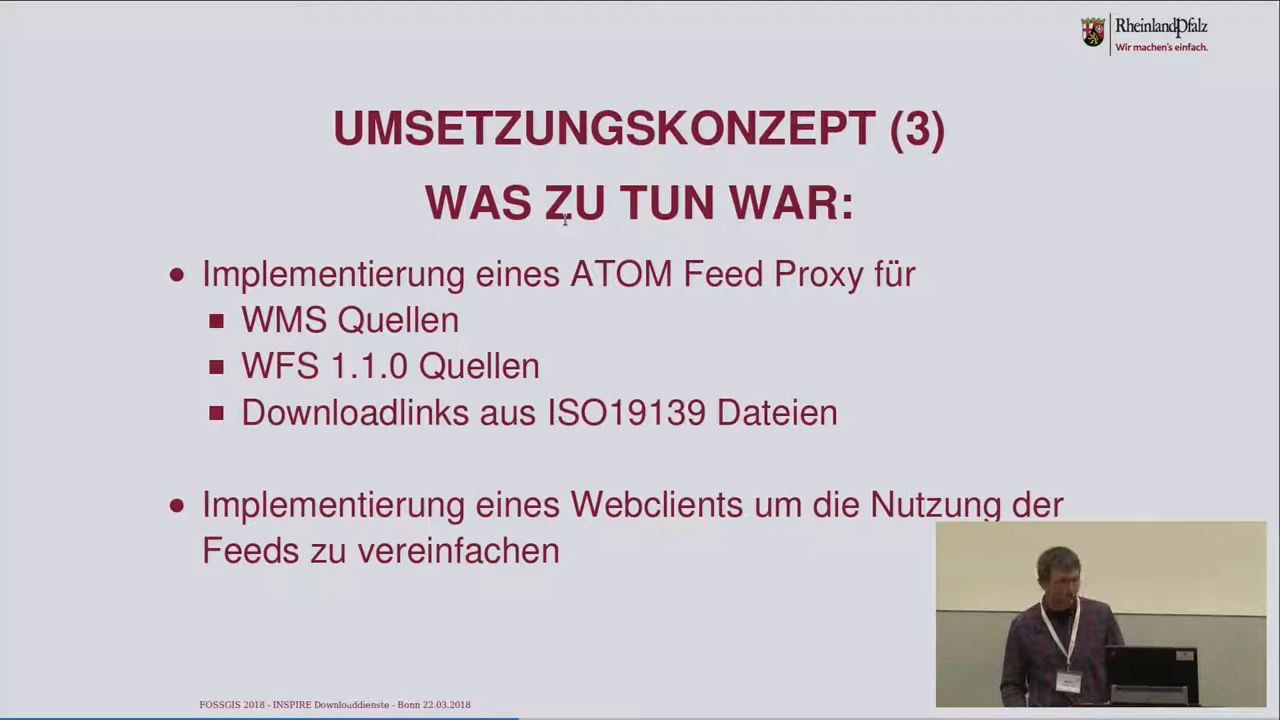 RheinlandPfalz
Wir machen's einfach.
UMSETZUNGSKONZEPT (3)
WAS ZU TUN WAR:
• Implementierung eines ATOM Feed Proxy für
▪ WMS Quellen
▪ WFS 1.1.0 Quellen
▪ Downloadlinks aus ISO19139 Dateien
• Implementierung eines Webclients um die Nutzung der
Feeds zu vereinfachen
FOSSGIS 2018 - INSPIRE Downloaddienste - Bonn 22.03.2018